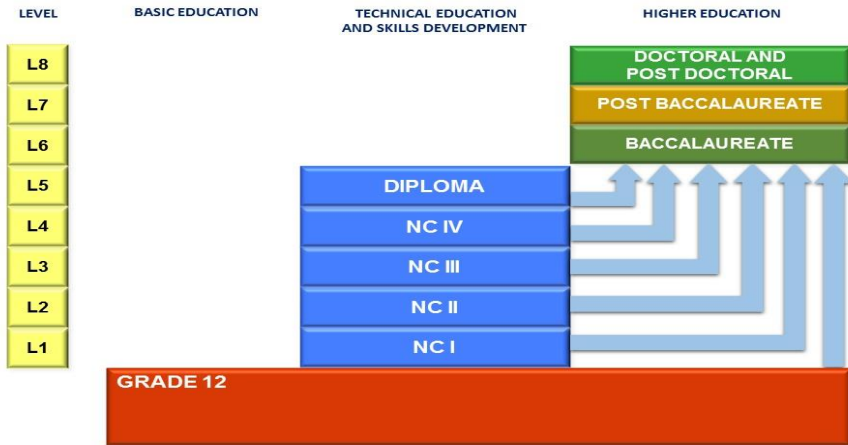 LEVEL
BASIC EDUCATION
TECHNICAL EDUCATION
AND SKILLS DEVELOPMENT
HIGHER EDUCATION
L8
DOCTORAL AND
POST DOCTORAL
L7
POST BACCALAUREATE
L6
BACCALAUREATE
L5
DIPLOMA
L4
NC IV
L3
NC III
L2
NC II
L1
NC I
GRADE 12